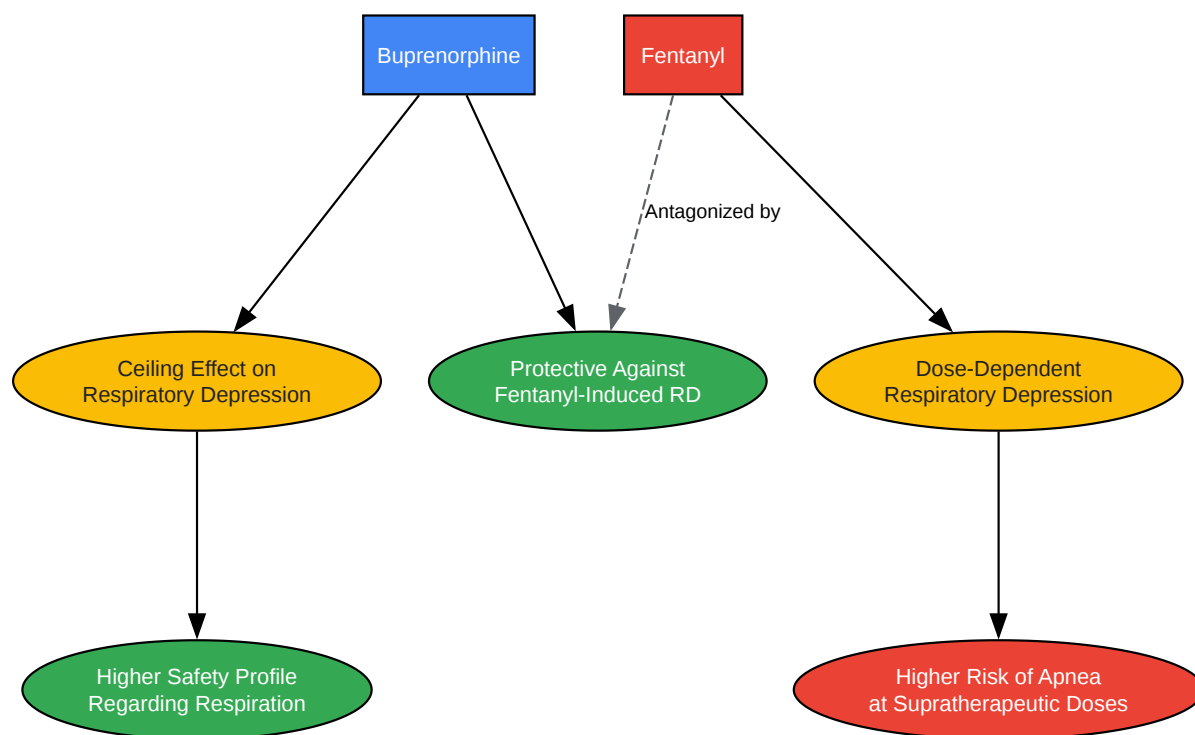 Buprenorphine
Fentanyl
Antagonized by
Ceiling Effect on
Respiratory Depression
Protective Against
Fentanyl-Induced RD
Dose-Dependent
Respiratory Depression
Higher Safety Profile
Regarding Respiration
Higher Risk of Apnea
at Supratherapeutic Doses